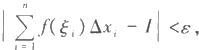 | ∑_{i=1}^{n} f(ξ_i)Δx_i − I | < ε,